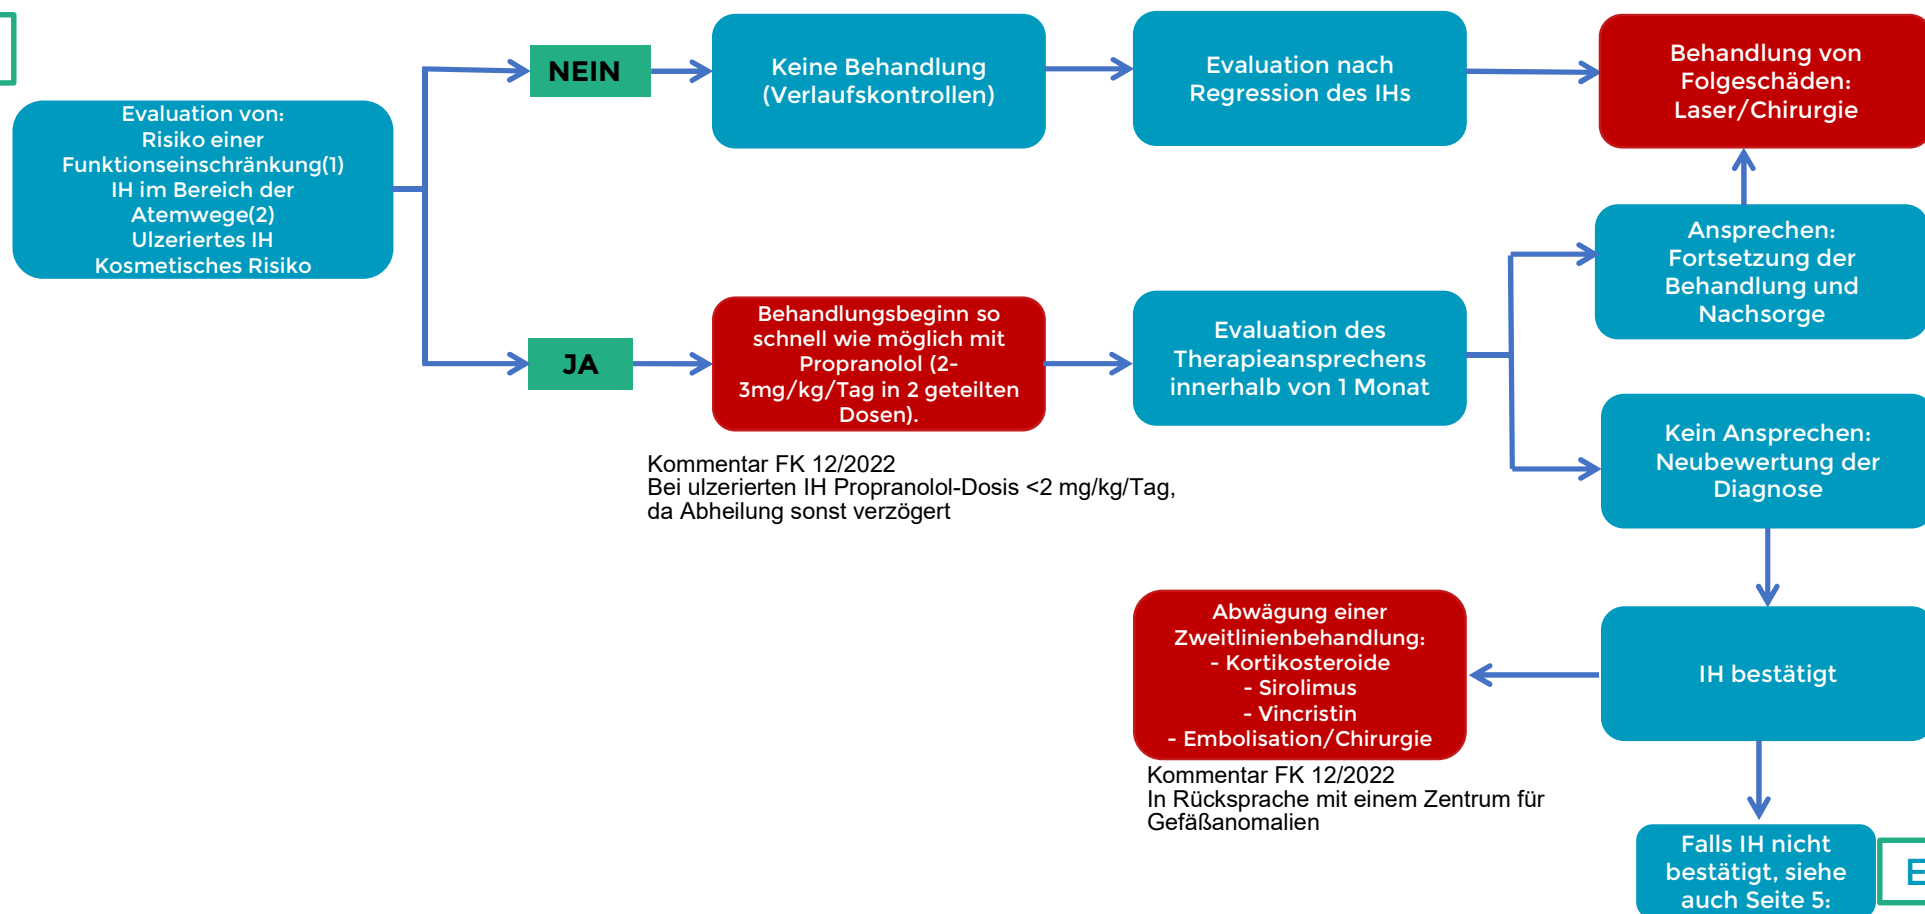 Evaluation von:
Risiko einer
Funktionseinschränkung(1)
IH im Bereich der
Atemwege(2)
Ulzeriertes IH
Kosmetisches Risiko
NEIN
Keine Behandlung
(Verlaufskontrollen)
Evaluation nach
Regression des IHs
Behandlung von
Folgeschäden:
Laser/Chirurgie
JA
Behandlungsbeginn so
schnell wie möglich mit
Propranolol (2-
3mg/kg/Tag in 2 geteilten
Dosen).
Kommentar FK 12/2022
Bei ulzerierten IH Propranolol-Dosis <2 mg/kg/Tag,
da Abheilung sonst verzögert
Evaluation des
Therapieansprechens
innerhalb von 1 Monat
Ansprechen:
Fortsetzung der
Behandlung und
Nachsorge
Kein Ansprechen:
Neubewertung der
Diagnose
IH bestätigt
Abwägung einer
Zweitlinienbehandlung:
- Kortikosteroide
- Sirolimus
- Vincristin
- Embolisation/Chirurgie
Kommentar FK 12/2022
In Rücksprache mit einem Zentrum für
Gefäßanomalien
Falls IH nicht
bestätigt, siehe
auch Seite 5:
E